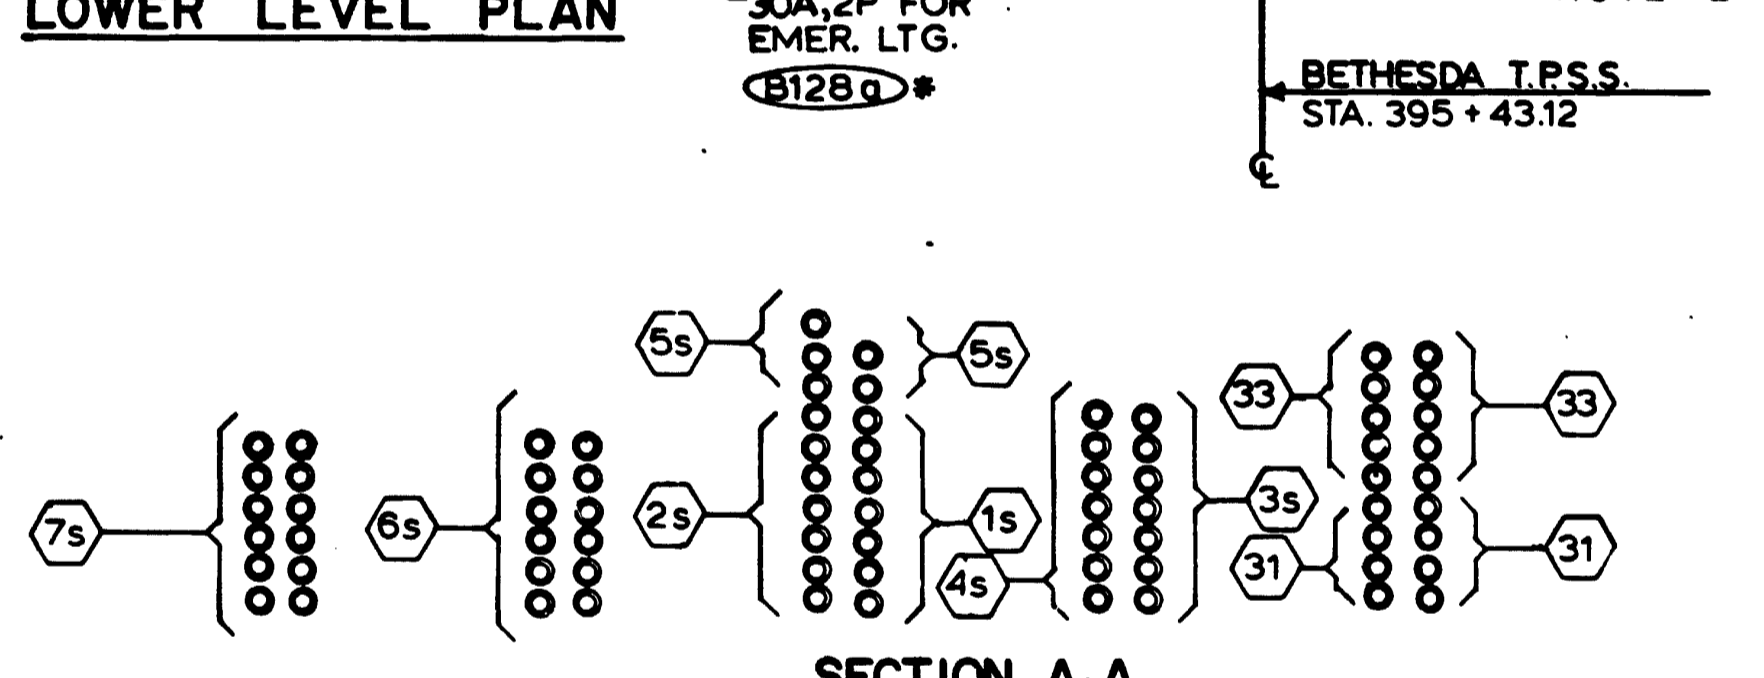 LOWER LEVEL PLAN
30A,2P FOR
EMER. LTG.
B128a *
BETHESDA T.P.S.S.
STA. 395 + 43.12
℄
5s
5s
33
33
7s
6s
2s
1s
4s
3s
31
31
SECTION A-A